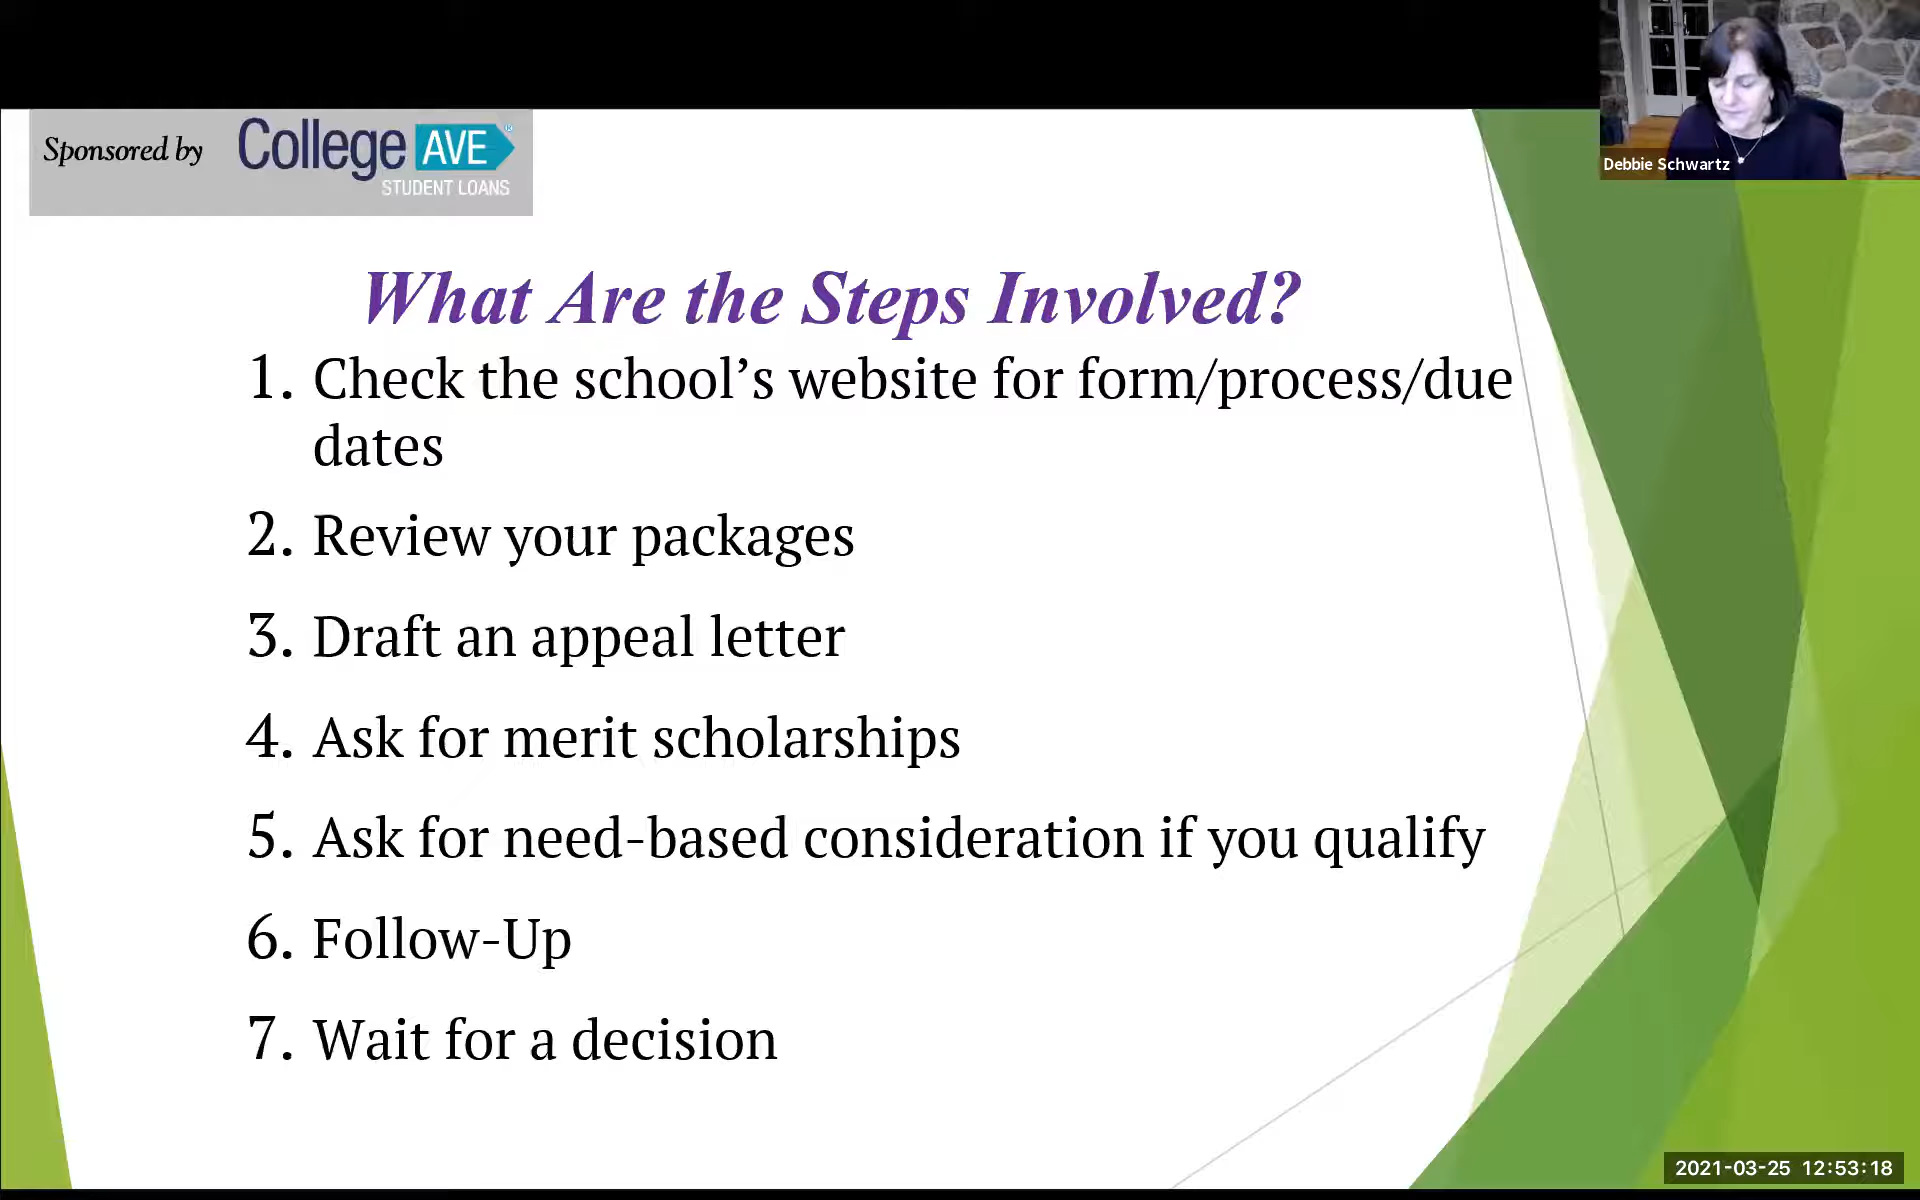 Sponsored by College AVE®
STUDENT LOANS
Debbie Schwartz
What Are the Steps Involved?
1. Check the school’s website for form/process/due
dates
2. Review your packages
3. Draft an appeal letter
4. Ask for merit scholarships
5. Ask for need-based consideration if you qualify
6. Follow-Up
7. Wait for a decision
2021-03-25 12:53:18